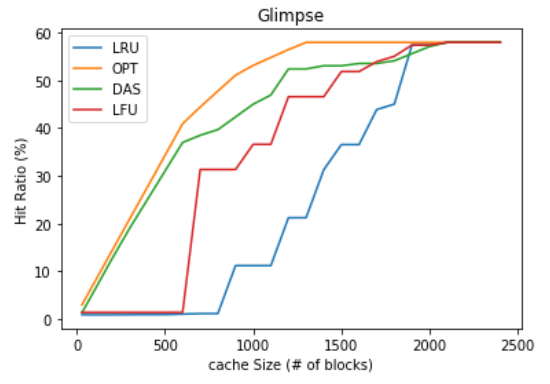 Glimpse
LRU
OPT
DAS
LFU
Hit Ratio (%)
60
50
40
30
20
10
0
0 500 1000 1500 2000 2500
cache Size (# of blocks)